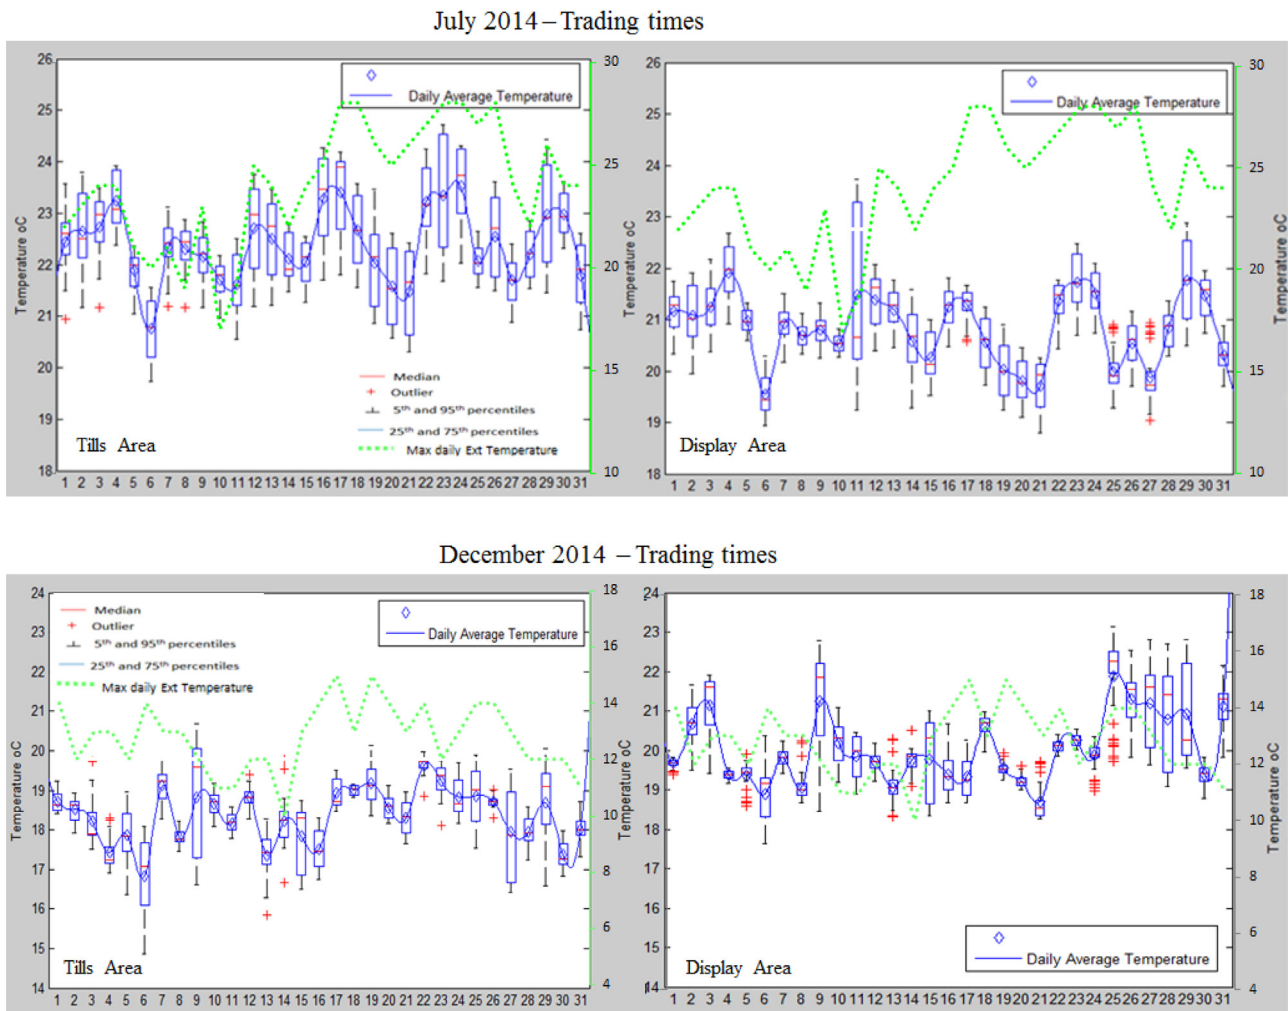 July 2014 – Trading times
26
25
24
23
22
21
20
19
18
Temperature oC
Daily Average Temperature
Median
Outlier
5th and 95th percentiles
25th and 75th percentiles
Max daily Ext Temperature
Tills Area
1 2 3 4 5 6 7 8 9 10 11 12 13 14 15 16 17 18 19 20 21 22 23 24 25 26 27 28 29 30 31
30
25
20
15
10
Temperature oC
26
25
24
23
22
21
20
19
18
Daily Average Temperature
Display Area
1 2 3 4 5 6 7 8 9 10 11 12 13 14 15 16 17 18 19 20 21 22 23 24 25 26 27 28 29 30 31
30
25
20
15
10
Temperature oC
December 2014 – Trading times
24
23
22
21
20
19
18
17
16
15
14
Temperature oC
Median
Outlier
5th and 95th percentiles
25th and 75th percentiles
Max daily Ext Temperature
Daily Average Temperature
Tills Area
1 2 3 4 5 6 7 8 9 10 11 12 13 14 15 16 17 18 19 20 21 22 23 24 25 26 27 28 29 30 31
18
16
14
12
10
8
6
4
Temperature oC
24
23
22
21
20
19
18
17
16
15
14
Daily Average Temperature
Display Area
1 2 3 4 5 6 7 8 9 10 11 12 13 14 15 16 17 18 19 20 21 22 23 24 25 26 27 28 29 30 31
18
16
14
12
10
8
6
4
Temperature oC